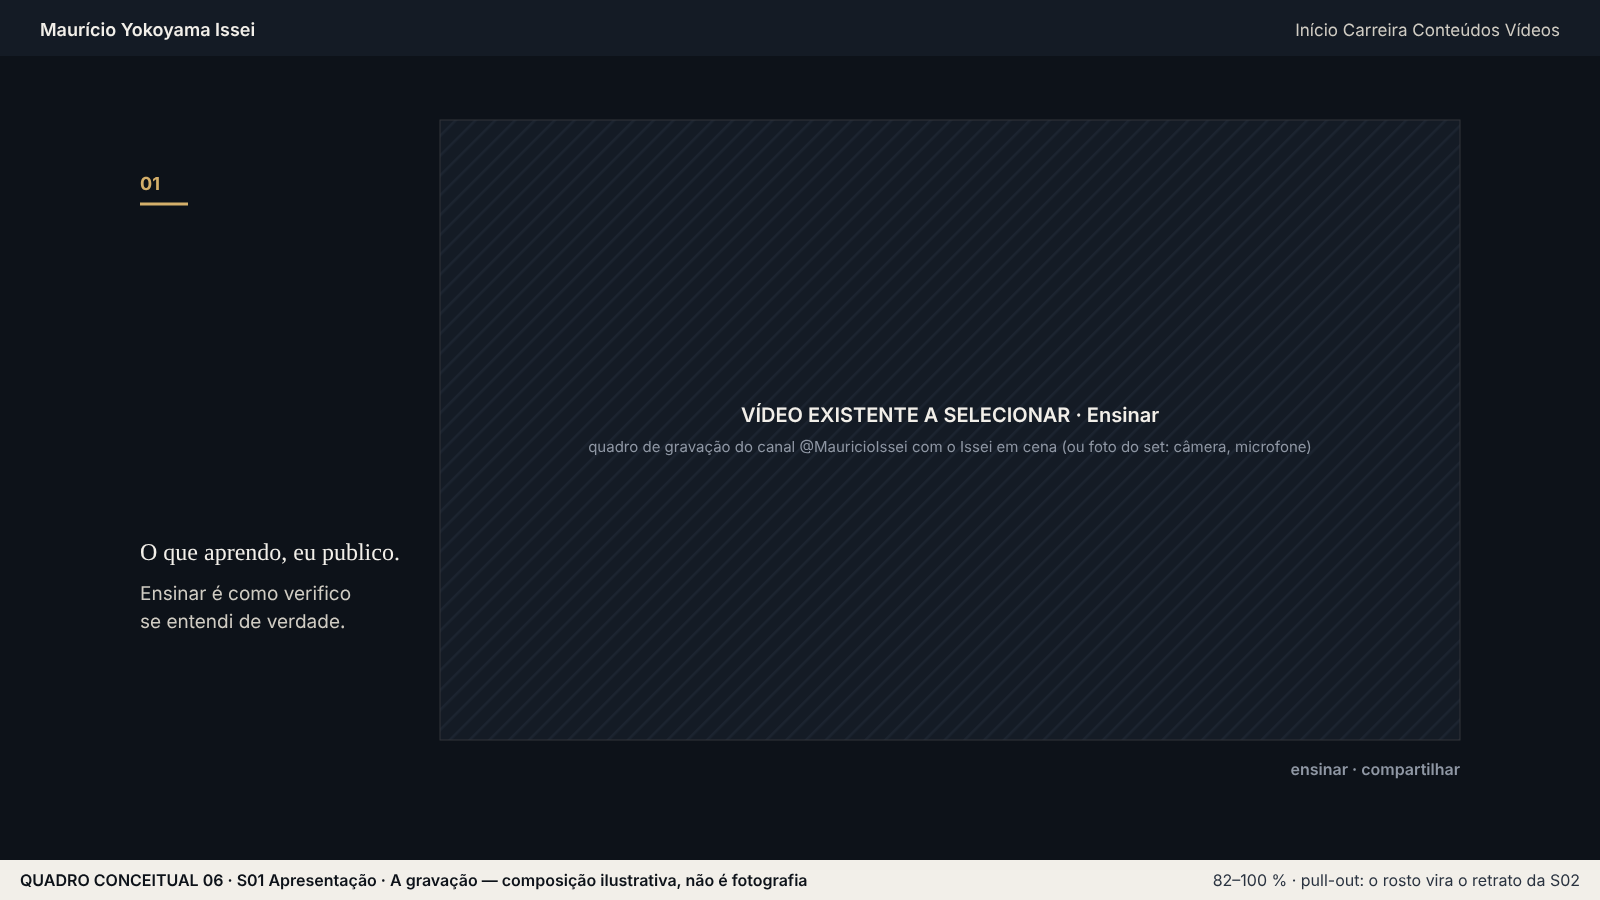 Maurício Yokoyama Issei
Início Carreira Conteúdos Vídeos
01
VÍDEO EXISTENTE A SELECIONAR · Ensinar
quadro de gravação do canal @MauricioIssei com o Issei em cena (ou foto do set: câmera, microfone)
O que aprendo, eu publico.
Ensinar é como verifico
se entendi de verdade.
ensinar · compartilhar
QUADRO CONCEITUAL 06 · S01 Apresentação · A gravação — composição ilustrativa, não é fotografia
82–100 % · pull-out: o rosto vira o retrato da S02